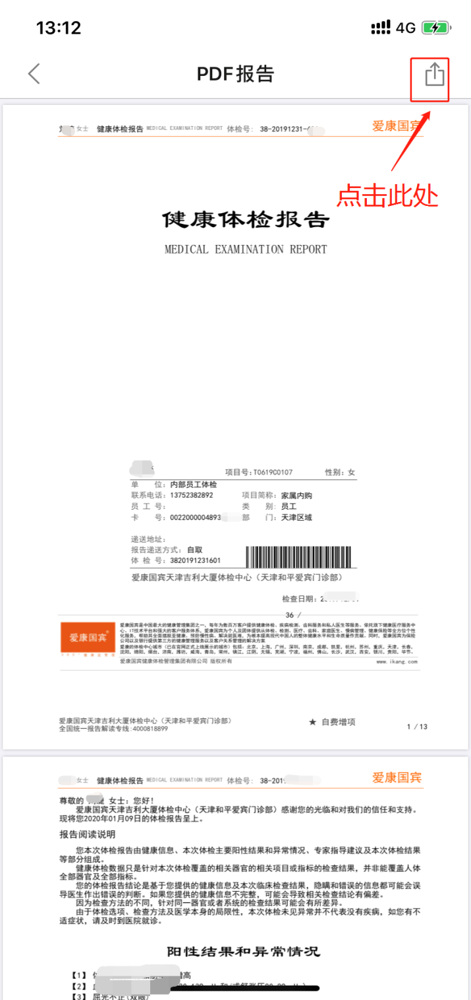 13:12
4G
PDF报告
女士 健康体检报告 MEDICAL EXAMINATION REPORT 体检号： 38-20191231- 爱康国宾
点击此处
健康体检报告
MEDICAL EXAMINATION REPORT
项目号：T0619C0107 性别：女
单 位：内部员工体检
联系电话：13752382892 项目简称：家属内购
员 工 号： 类 别：员工
卡 号：0022000004893 部 门：天津区域
递送地址：
报告递送方式：自取
体 检 号：3820191231601
爱康国宾天津吉利大厦体检中心（天津和平爱宾门诊部）
检查日期：
36 /
爱康国宾
爱康国宾是中国最大的健康管理集团之一，每年为数百万客户提供健康体检、疾病检测、齿科服务和私人医生等服务。依托旗下健康医疗服务中
心、IT技术平台和强大的客户服务体系，爱康国宾为个人及团体提供从体检、检测、医疗、齿科、家庭医生、慢病管理、健康保险等全方位个性
化服务，帮助其全面摆脱亚健康、预防慢性病、解决就医难，为根本提高现代中国人的整体健康水平和生命质量作贡献。同时，爱康国宾为保险
公司以及银行提供第三方的健康管理服务以及客户关系管理的解决方案
爱康的体检中心城市（已在官网正式上线展示的城市）包括：北京、上海、广州、深圳、南京、成都、凯里、杭州、苏州、重庆、天津、长春、
沈阳、绵阳、烟台、济南、潍坊、威海、青岛、常州、镇江、江阴、无锡、芜湖、宁波、福州、佛山、长沙、武汉、西安、银川、贵阳、毕节。
爱康国宾健康体检管理集团有限公司 版权所有 www.ikang.com
爱康国宾天津吉利大厦体检中心（天津和平爱宾门诊部）
全国统一报告解读专线：4000818899
★ 自费增项
1 / 13
女士 健康体检报告 MEDICAL EXAMINATION REPORT 体检号： 38-2019 爱康国宾
尊敬的 女士：您好！
爱康国宾天津吉利大厦体检中心（天津和平爱宾门诊部）感谢您的光临和对我们的信任和支持。
现将您2020年01月09日的体检报告呈上。
报告阅读说明
您本次体检报告由健康信息、本次体检主要阳性结果和异常情况、专家指导建议及本次体检结果
等部分组成。
健康体检数据只是针对本次体检覆盖的相关器官的相关项目或指标的检查结果，并非能覆盖人体
全部器官及全部指标。
您的体检报告结论是基于您提供的健康信息及本次临床检查结果，隐瞒和错误的信息都可能会误
导医生作出错误的判断。如果您提供的健康信息不完整，可能会导致相关检查结论有偏差。
因为检查方法的不同，针对同一器官或者系统的检查结果可能会有所差异。
由于体检选项、检查方法及医学本身的局限性，本次体检未见异常并不代表没有疾病，如您有不
适症状，请及时到医院就诊。
阳性结果和异常情况
【1】 增高
【2】
【3】 屈光不正（双眼）